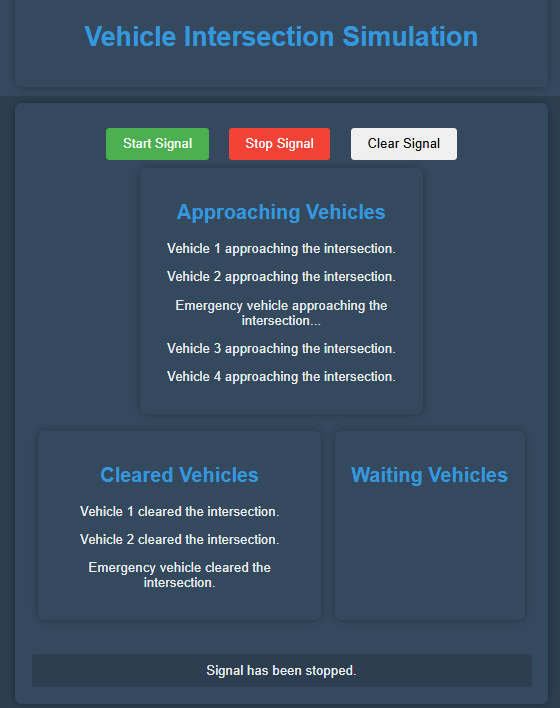 Vehicle Intersection Simulation
Start Signal
Stop Signal
Clear Signal
Approaching Vehicles
Vehicle 1 approaching the intersection.
Vehicle 2 approaching the intersection.
Emergency vehicle approaching the
intersection...
Vehicle 3 approaching the intersection.
Vehicle 4 approaching the intersection.
Cleared Vehicles
Vehicle 1 cleared the intersection.
Vehicle 2 cleared the intersection.
Emergency vehicle cleared the
intersection.
Waiting Vehicles
Signal has been stopped.